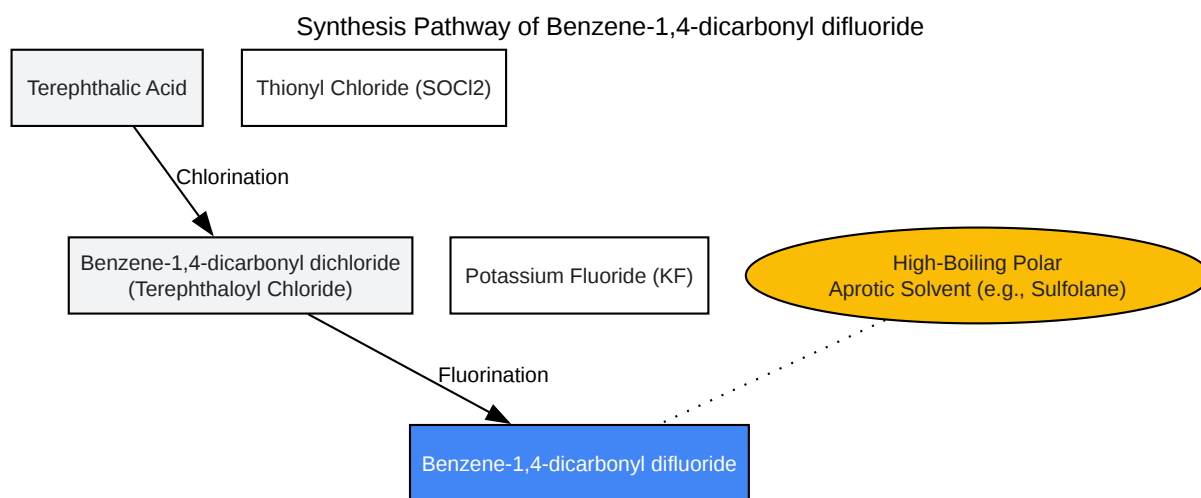 Synthesis Pathway of Benzene-1,4-dicarbonyl difluoride
Terephthalic Acid
Thionyl Chloride (SOCl2)
Chlorination
Benzene-1,4-dicarbonyl dichloride
(Terephthaloyl Chloride)
Potassium Fluoride (KF)
High-Boiling Polar
Aprotic Solvent (e.g., Sulfolane)
Fluorination
Benzene-1,4-dicarbonyl difluoride